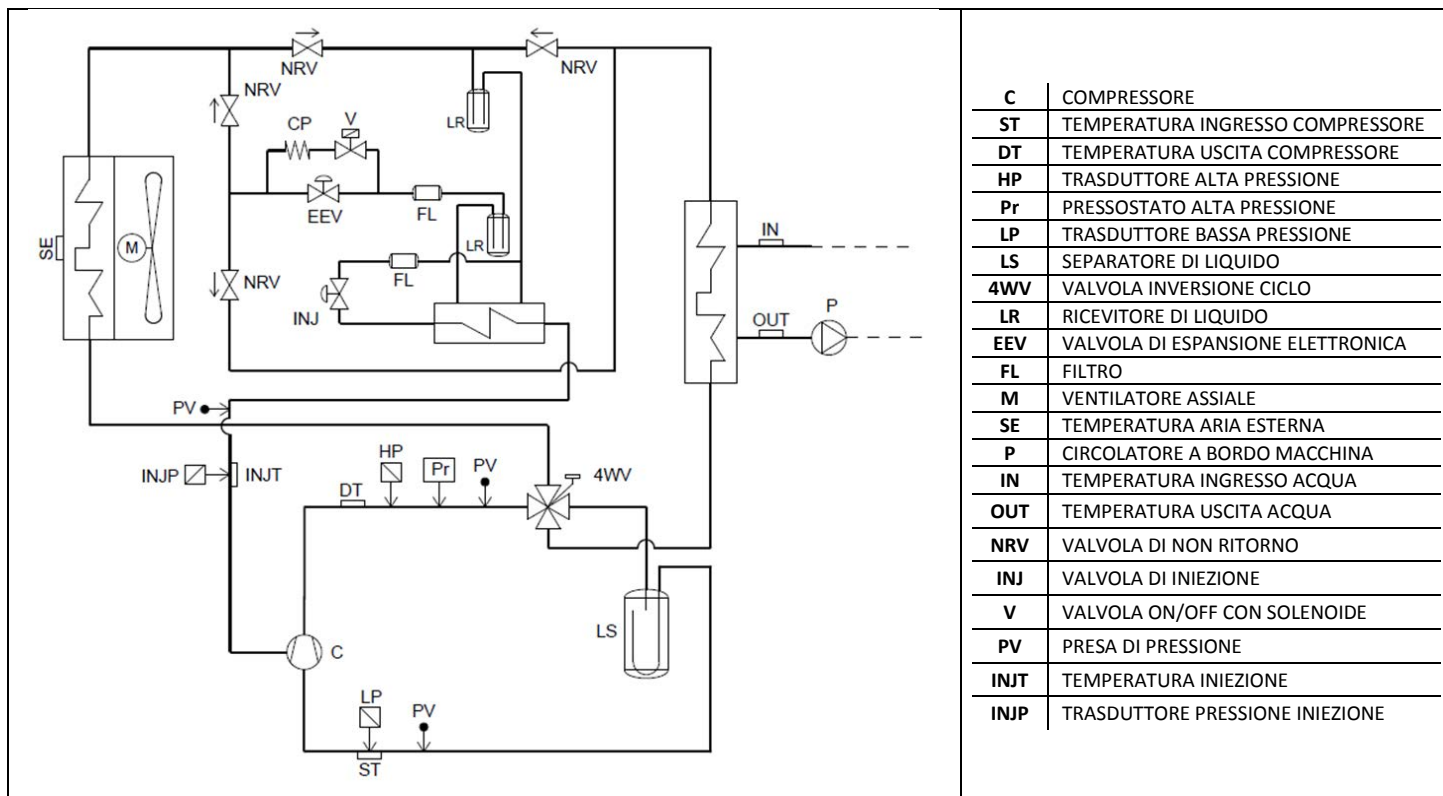 NRV
NRV
NRV
CP
V
LR
EEV
FL
LR
SE
M
NRV
FL
INJ
IN
OUT
P
PV
INJP
INJT
HP
Pr
PV
DT
4WV
LS
C
LP
PV
ST
C COMPRESSORE
ST TEMPERATURA INGRESSO COMPRESSORE
DT TEMPERATURA USCITA COMPRESSORE
HP TRASDUTTORE ALTA PRESSIONE
Pr PRESSOSTATO ALTA PRESSIONE
LP TRASDUTTORE BASSA PRESSIONE
LS SEPARATORE DI LIQUIDO
4WV VALVOLA INVERSIONE CICLO
LR RICEVITORE DI LIQUIDO
EEV VALVOLA DI ESPANSIONE ELETTRONICA
FL FILTRO
M VENTILATORE ASSIALE
SE TEMPERATURA ARIA ESTERNA
P CIRCOLATORE A BORDO MACCHINA
IN TEMPERATURA INGRESSO ACQUA
OUT TEMPERATURA USCITA ACQUA
NRV VALVOLA DI NON RITORNO
INJ VALVOLA DI INIEZIONE
V VALVOLA ON/OFF CON SOLENOIDE
PV PRESA DI PRESSIONE
INJT TEMPERATURA INIEZIONE
INJP TRASDUTTORE PRESSIONE INIEZIONE